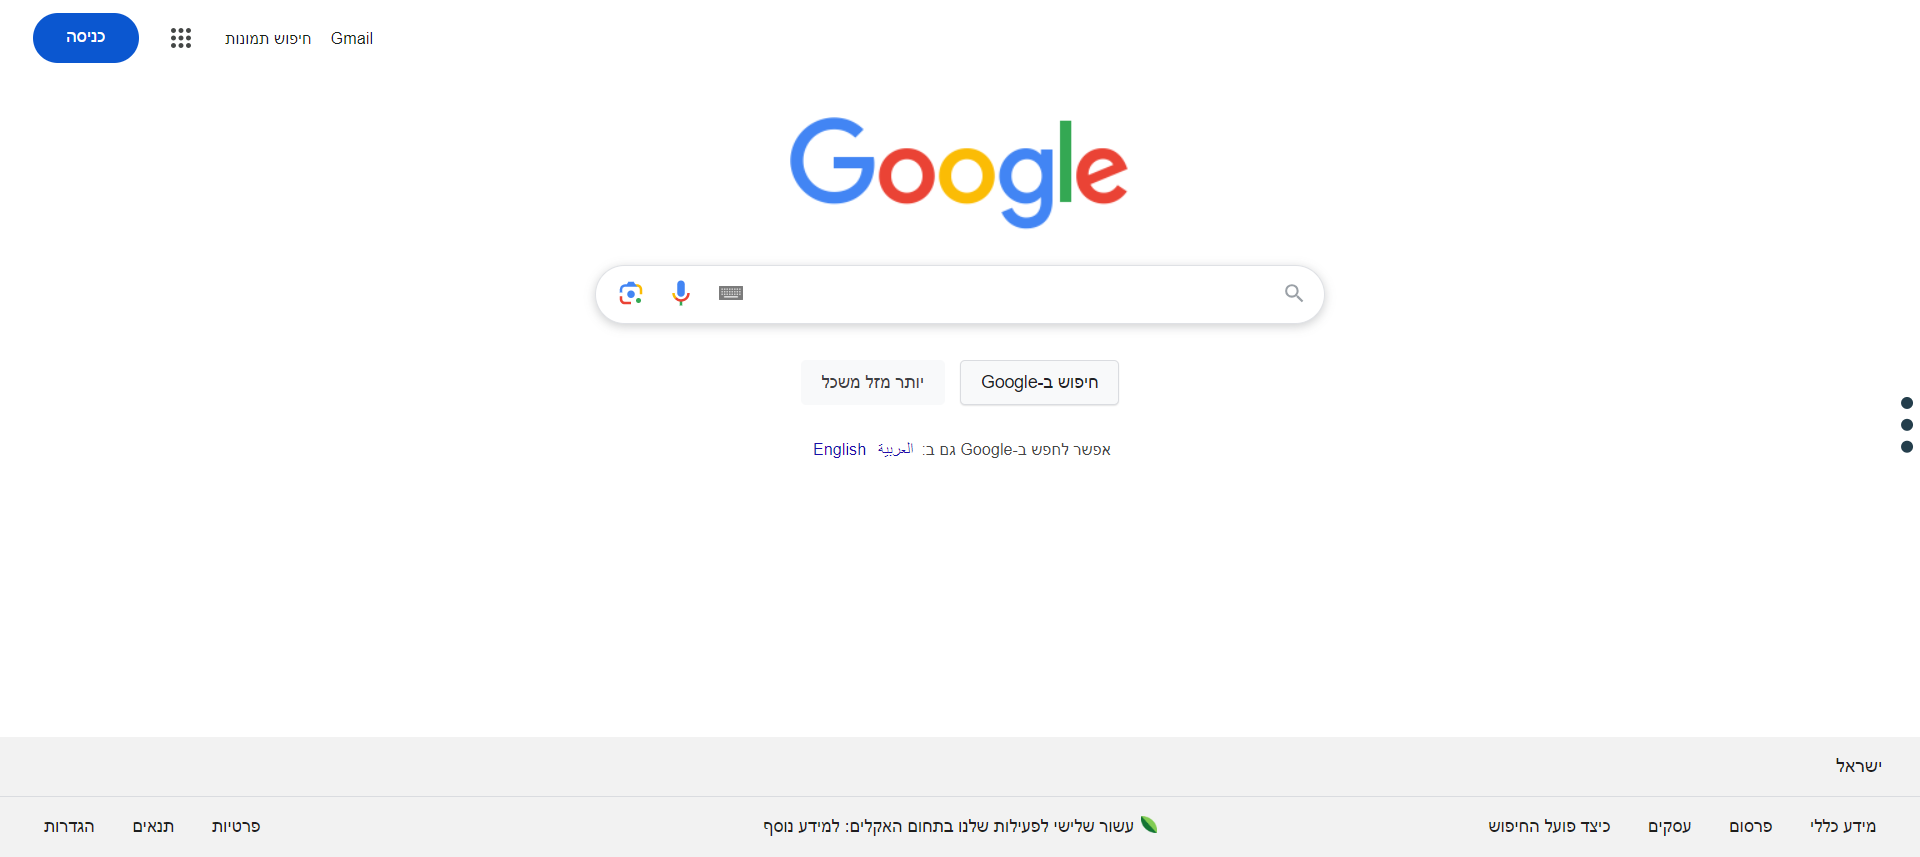 Gmail
חיפוש תמונות
כניסה
Google
חיפוש ב-Google
יותר מזל משכל
אפשר לחפש ב-Google גם ב: العربية English
ישראל
מידע כללי
פרסום
עסקים
כיצד פועל החיפוש
עשור שלישי לפעילות שלנו בתחום האקלים: למידע נוסף
פרטיות
תנאים
הגדרות